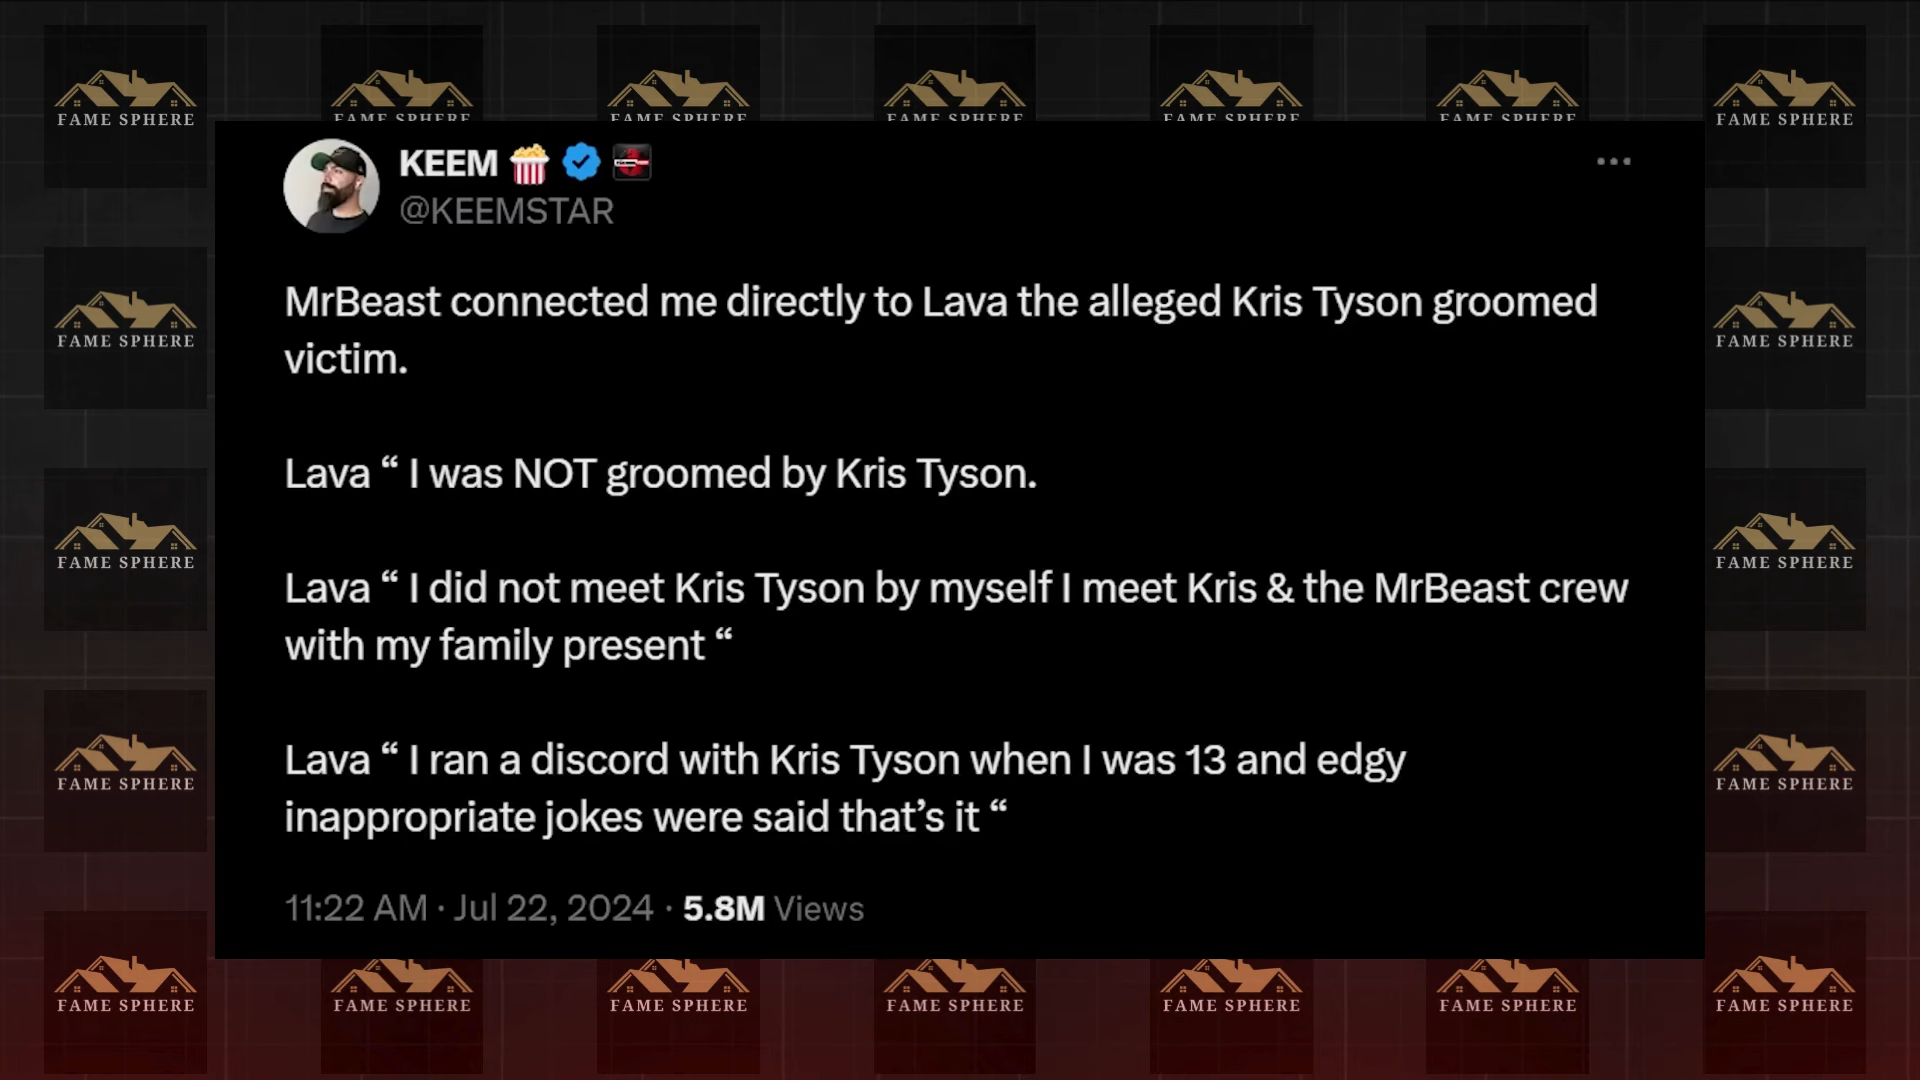 FAME SPHERE FAME SPHERE FAME SPHERE FAME SPHERE FAME SPHERE FAME SPHERE FAME SPHERE
KEEM
@KEEMSTAR
MrBeast connected me directly to Lava the alleged Kris Tyson groomed
victim.
FAME SPHERE FAME SPHERE
Lava “ I was NOT groomed by Kris Tyson.
FAME SPHERE FAME SPHERE
Lava “ I did not meet Kris Tyson by myself I meet Kris & the MrBeast crew
with my family present “
Lava “ I ran a discord with Kris Tyson when I was 13 and edgy
FAME SPHERE FAME SPHERE
inappropriate jokes were said that’s it “
11:22 AM · Jul 22, 2024 · 5.8M Views
FAME SPHERE FAME SPHERE FAME SPHERE FAME SPHERE FAME SPHERE FAME SPHERE FAME SPHERE